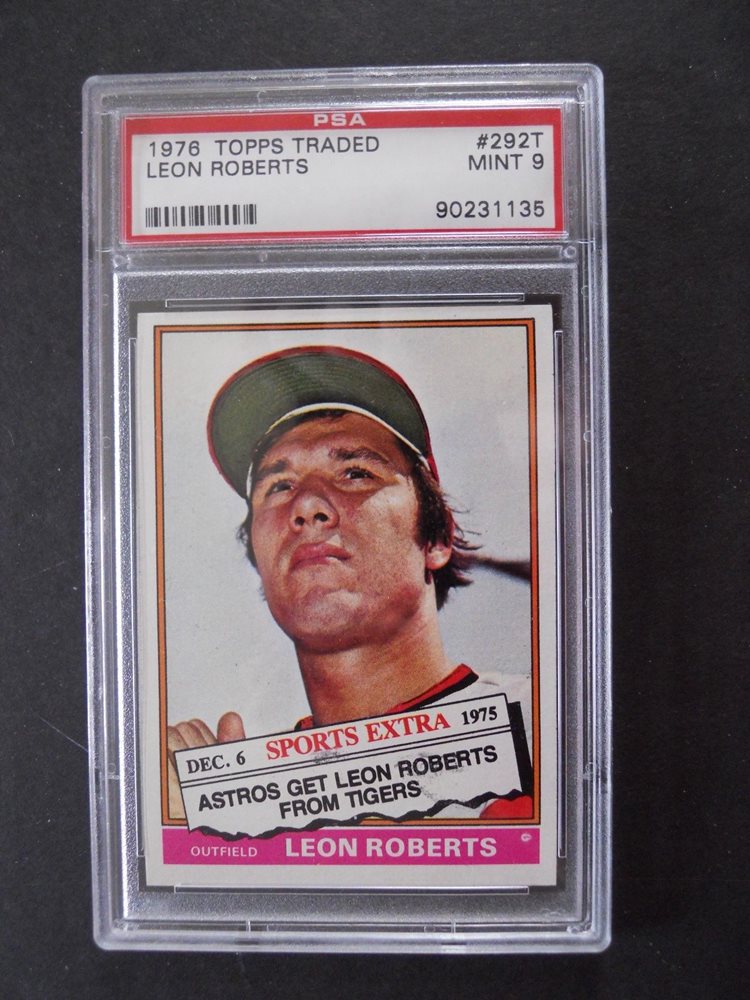 PSA
1976 TOPPS TRADED #292T
LEON ROBERTS MINT 9
90231135
DEC. 6 SPORTS EXTRA 1975
ASTROS GET LEON ROBERTS
FROM TIGERS
OUTFIELD LEON ROBERTS